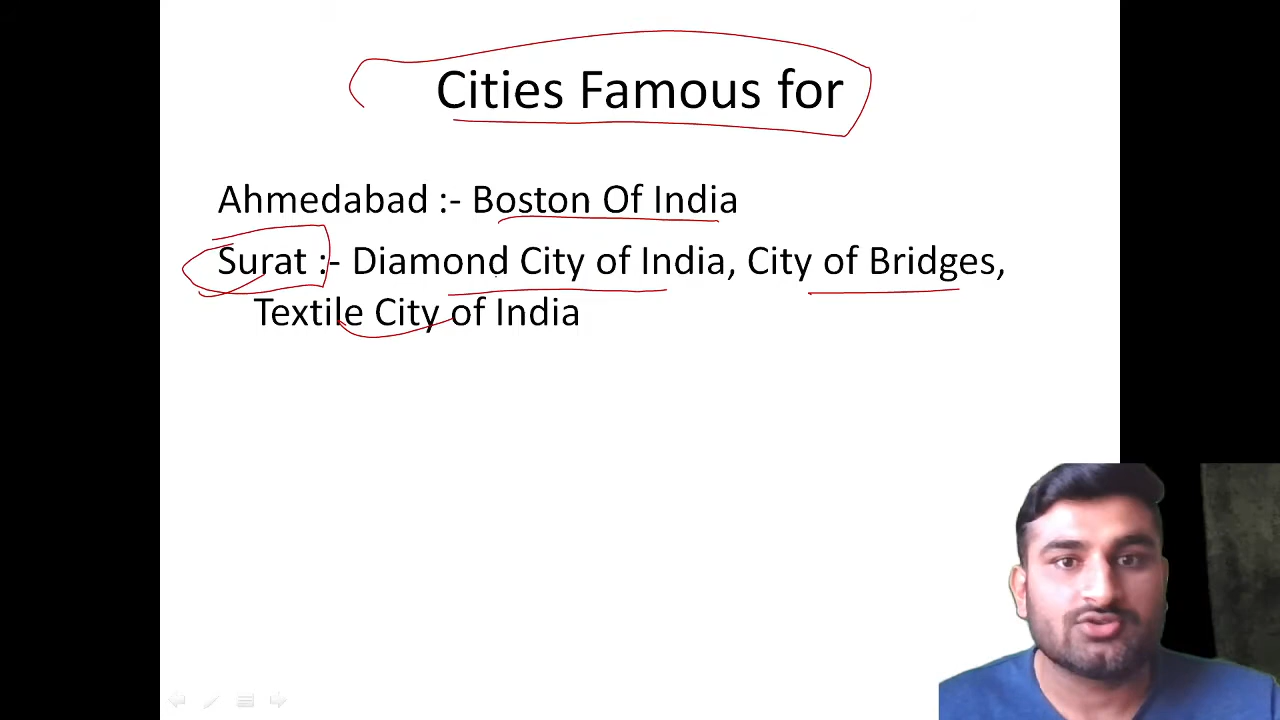 Cities Famous for
Ahmedabad :- Boston Of India
Surat :- Diamond City of India, City of Bridges,
Textile City of India